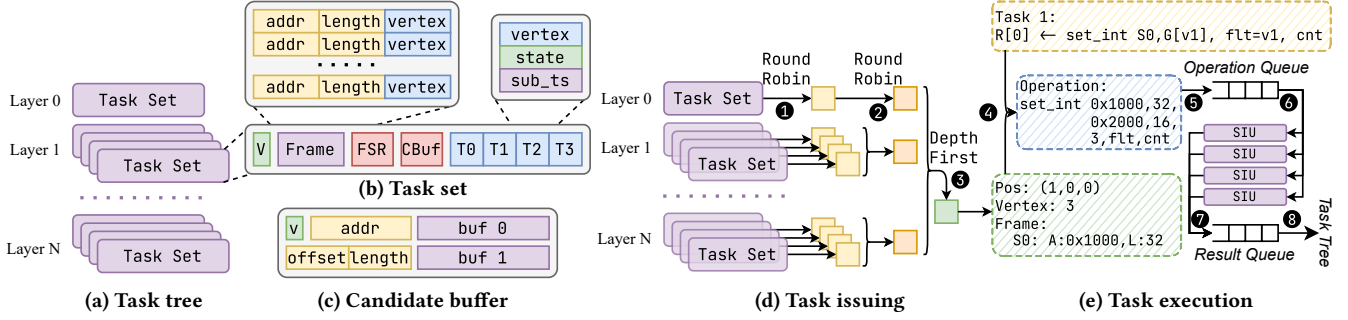 Layer 0
Task Set
Layer 1
Task Set
Layer N
Task Set
(a) Task tree
addr length vertex
addr length vertex
addr length vertex
vertex
state
sub_ts
V Frame FSR CBuf T0 T1 T2 T3
(b) Task set
v addr buf 0
offset length buf 1
(c) Candidate buffer
Round
Robin
Round
Robin
Layer 0
Task Set
1
2
Layer 1
Task Set
Depth
First
3
Layer N
Task Set
(d) Task issuing
Task 1:
R[0] ← set_int S0,G[v1], flt=v1, cnt
4
Operation:
set_int 0x1000,32,
0x2000,16,
3,flt,cnt
Pos: (1,0,0)
Vertex: 3
Frame:
S0: A:0x1000,L:32
Operation Queue
5
6
SIU
SIU
SIU
SIU
7
8
Result Queue
Task Tree
(e) Task execution